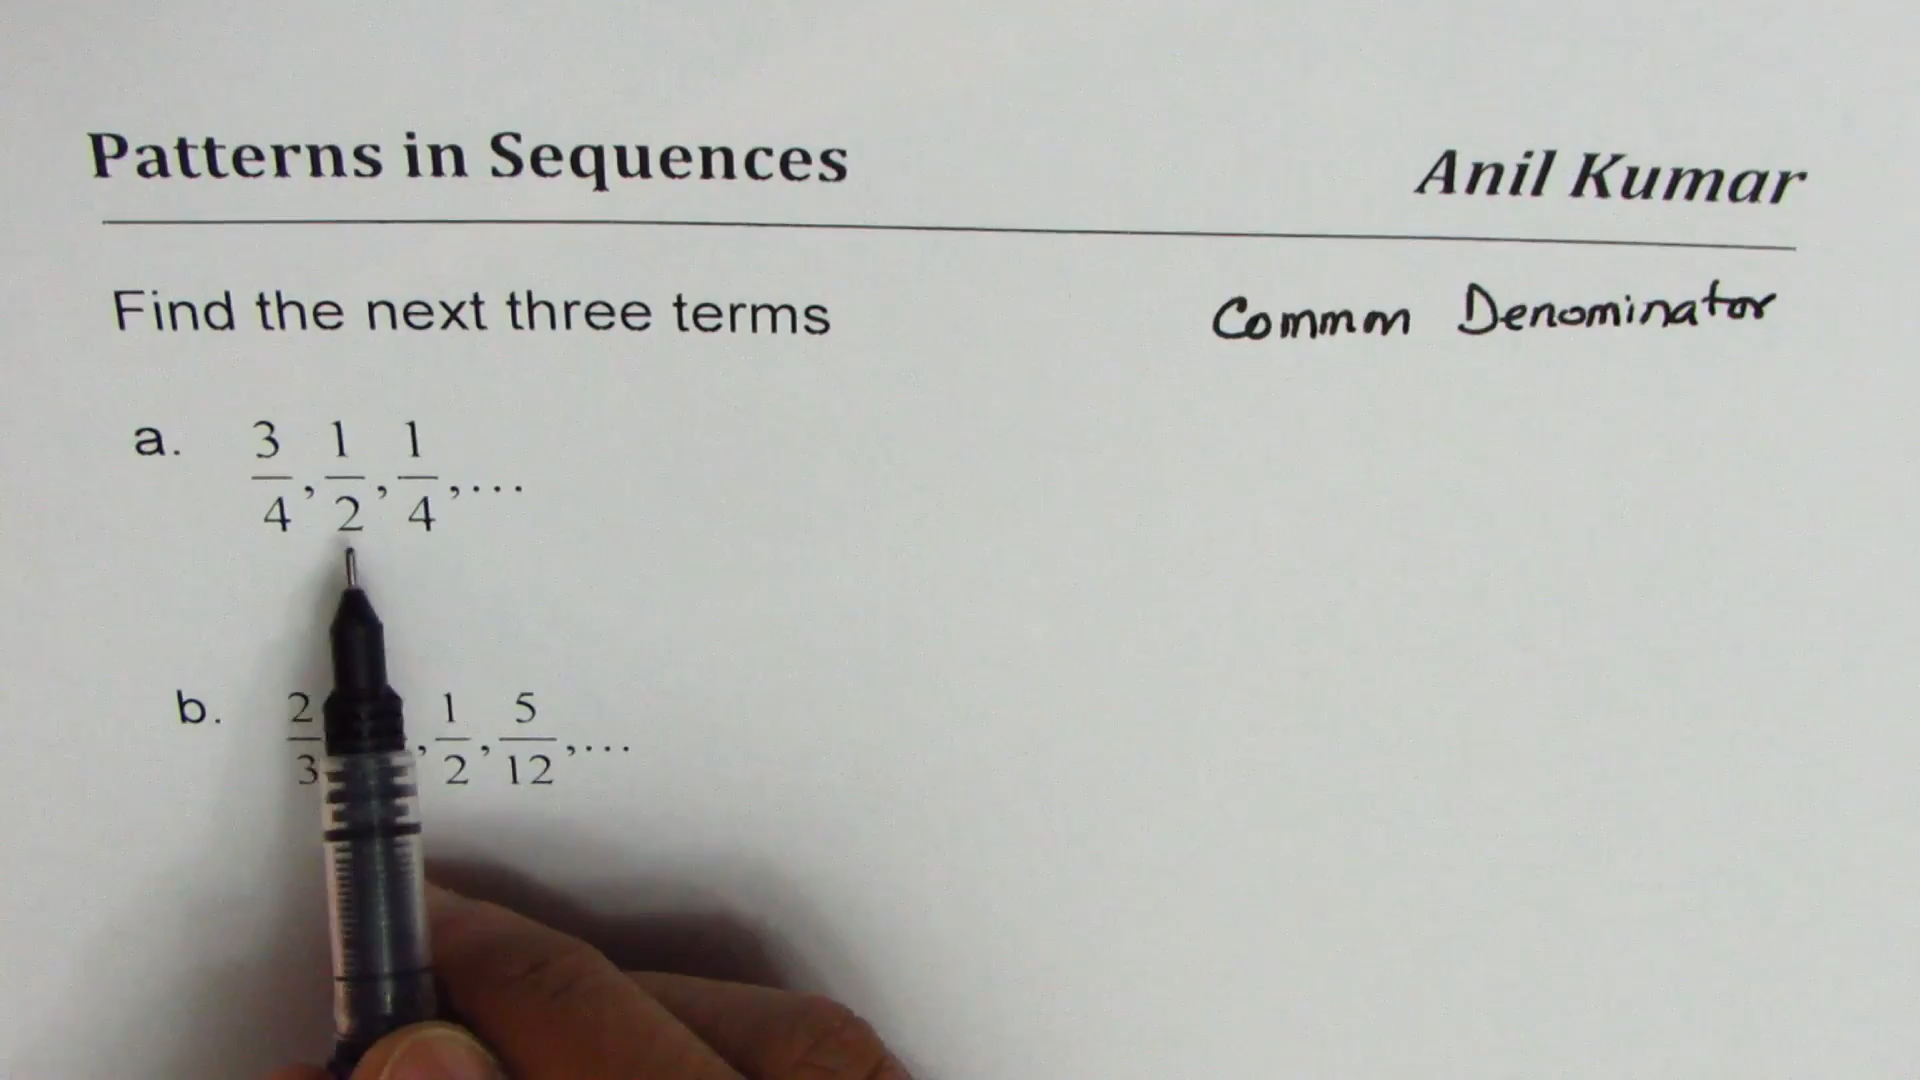 Patterns in Sequences Anil Kumar
Find the next three terms Common Denominator
a. 3/4, 1/2, 1/4, ...
b. 2/3 , 1/2, 5/12, ...